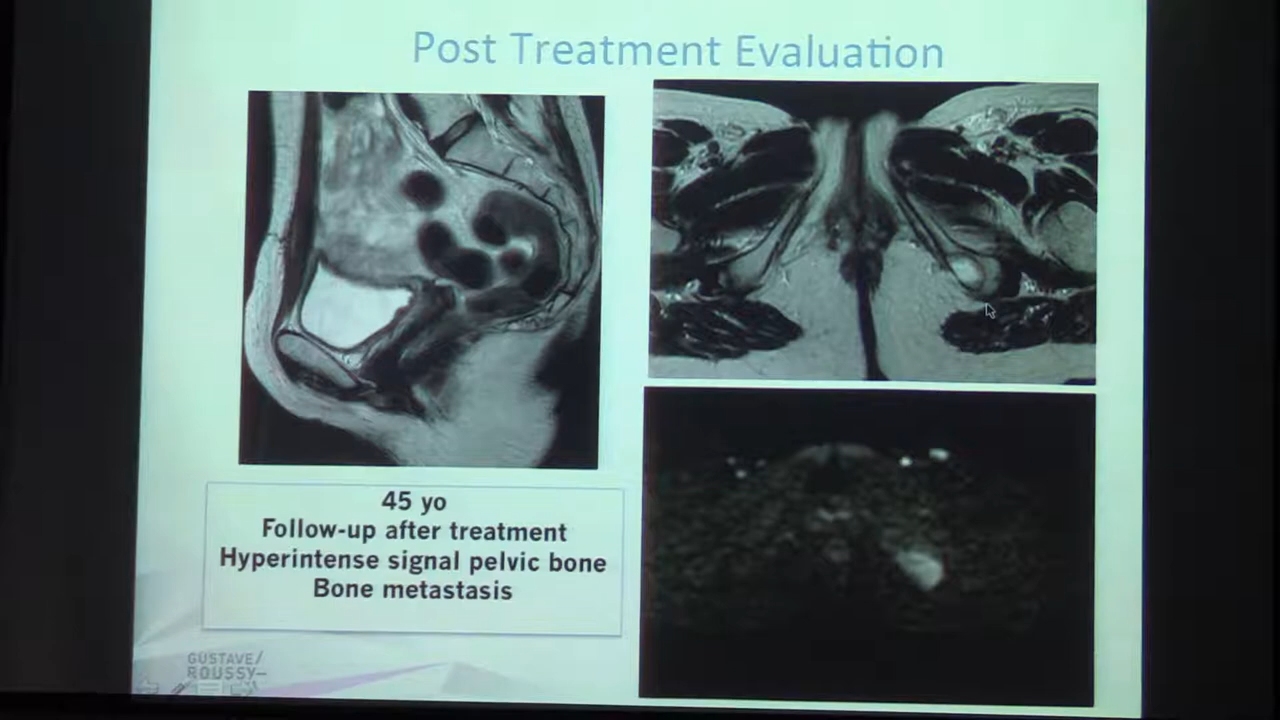 Post Treatment Evaluation
45 yo
Follow-up after treatment
Hyperintense signal pelvic bone
Bone metastasis
GUSTAVE/
ROUSSY—